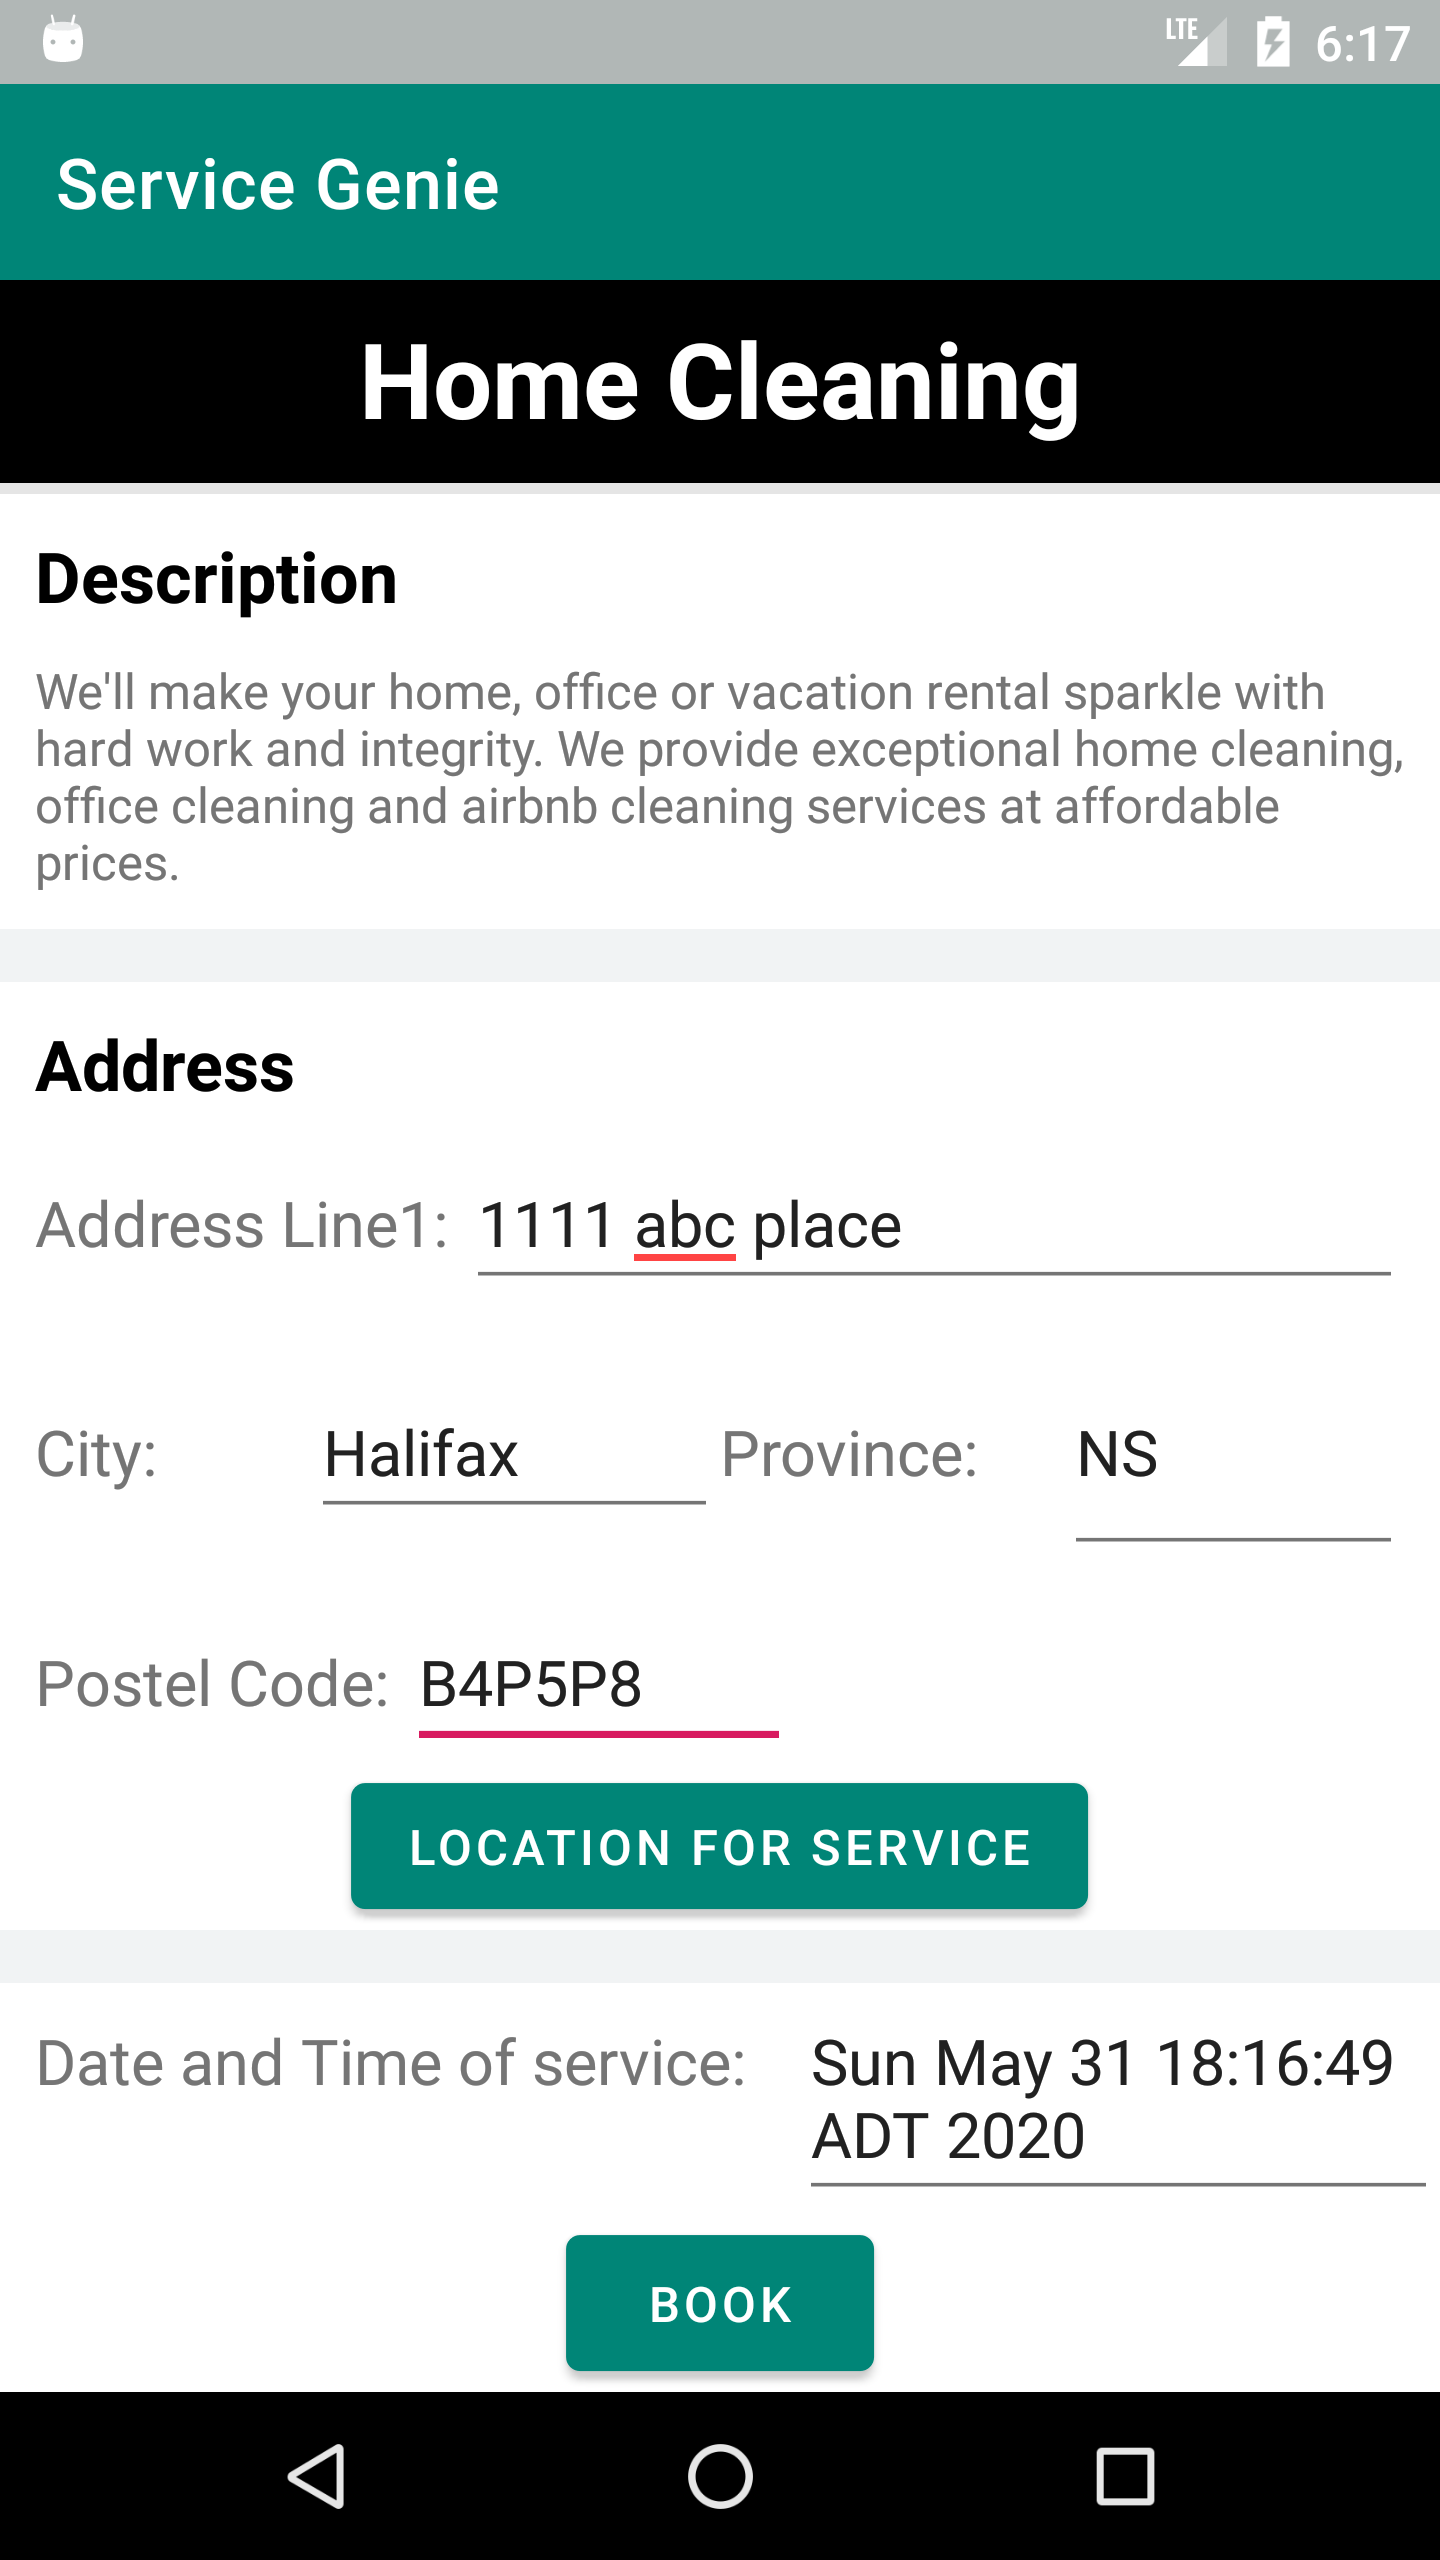 LTE 6:17
Service Genie
Home Cleaning
Description
We'll make your home, office or vacation rental sparkle with
hard work and integrity. We provide exceptional home cleaning,
office cleaning and airbnb cleaning services at affordable
prices.
Address
Address Line1: 1111 abc place
City: Halifax Province: NS
Postel Code: B4P5P8
LOCATION FOR SERVICE
Date and Time of service: Sun May 31 18:16:49
ADT 2020
BOOK